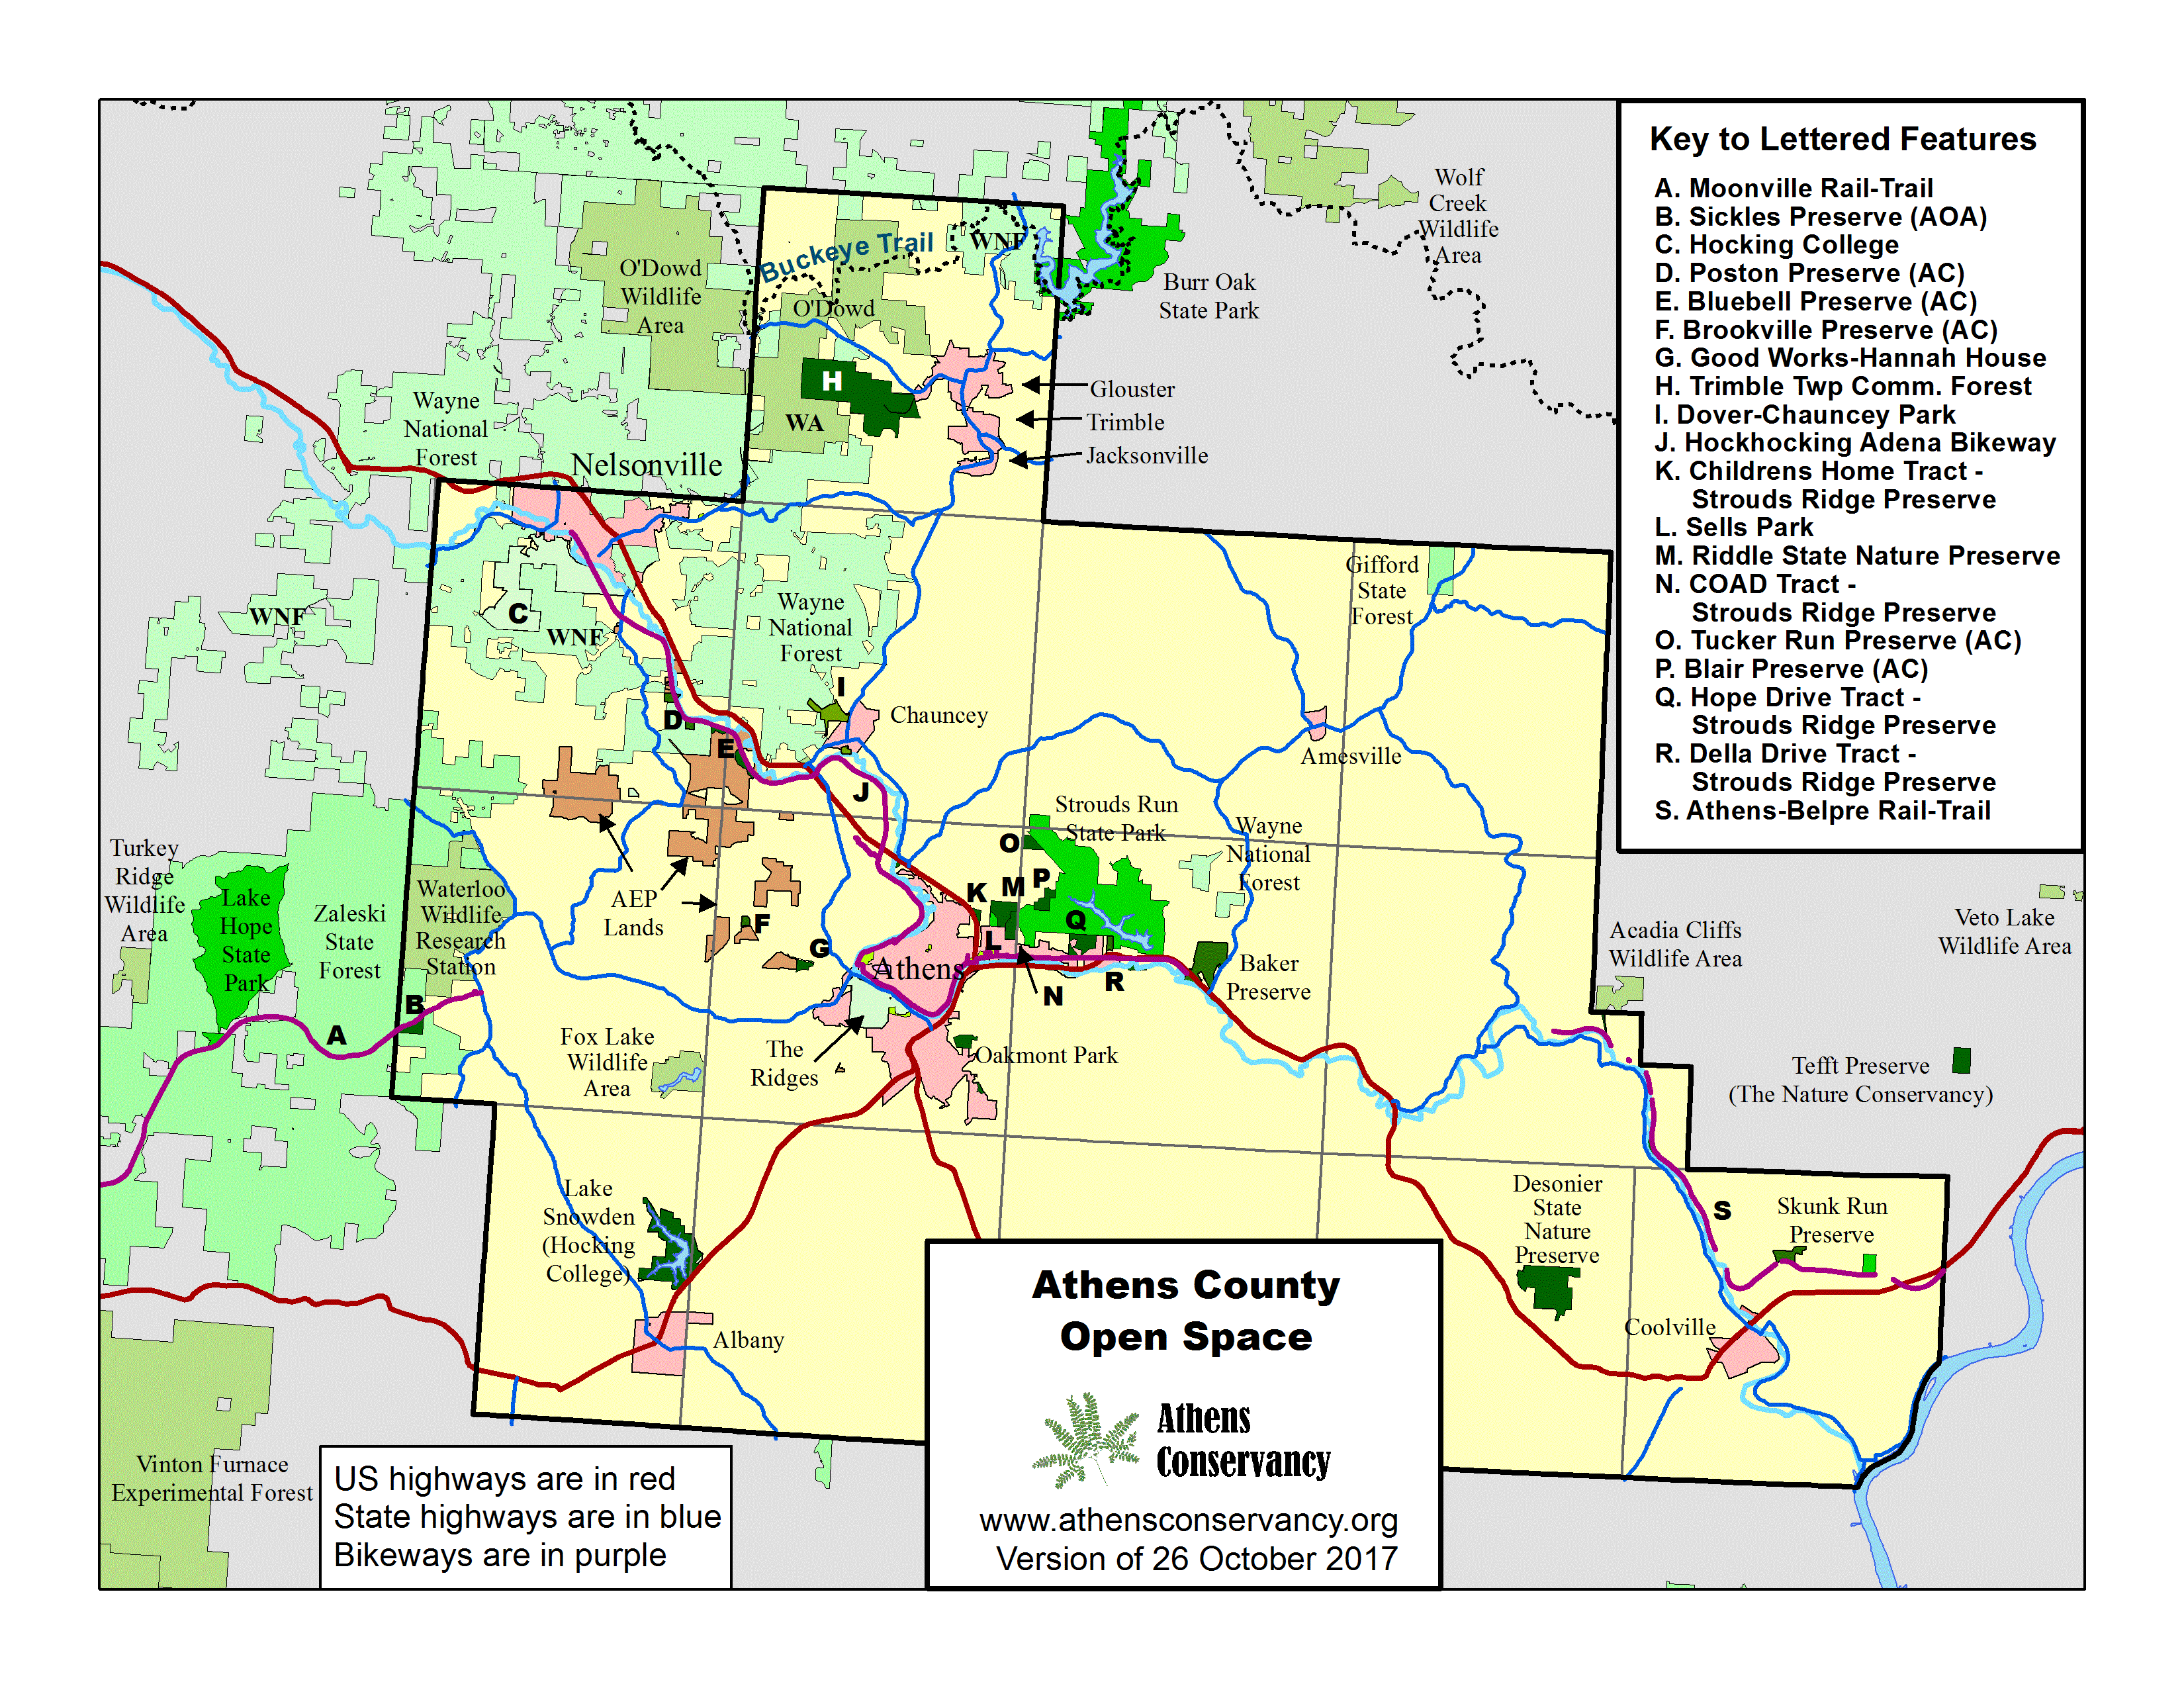 Key to Lettered Features
A. Moonville Rail-Trail
B. Sickles Preserve (AOA)
C. Hocking College
D. Poston Preserve (AC)
E. Bluebell Preserve (AC)
F. Brookville Preserve (AC)
G. Good Works-Hannah House
H. Trimble Twp Comm. Forest
I. Dover-Chauncey Park
J. Hockhocking Adena Bikeway
K. Childrens Home Tract -
Strouds Ridge Preserve
L. Sells Park
M. Riddle State Nature Preserve
N. COAD Tract -
Strouds Ridge Preserve
O. Tucker Run Preserve (AC)
P. Blair Preserve (AC)
Q. Hope Drive Tract -
Strouds Ridge Preserve
R. Della Drive Tract -
Strouds Ridge Preserve
S. Athens-Belpre Rail-Trail
Wolf
Creek
Wildlife
Area
Buckeye Trail
WNF
O'Dowd
Wildlife
Area
Burr Oak
State Park
O'Dowd
H
WA
Glouster
Trimble
Jacksonville
Wayne
National
Forest
Nelsonville
Gifford
State
Forest
WNF
C
WNF
Wayne
National
Forest
I
Chauncey
D
E
Amesville
J
Strouds Run
State Park
Wayne
National
Forest
O
Turkey
Ridge
Wildlife
Area
Lake
Hope
State
Park
Zaleski
State
Forest
Waterloo
Wildlife
Research
Station
AEP
Lands
F
G
K
M
P
Q
L
Athens
N
R
Baker
Preserve
Acadia Cliffs
Wildlife Area
Veto Lake
Wildlife Area
B
A
Fox Lake
Wildlife
Area
The
Ridges
Oakmont Park
Tefft Preserve
(The Nature Conservancy)
Lake
Snowden
(Hocking
College)
Desonier
State
Nature
Preserve
S
Skunk Run
Preserve
Albany
Coolville
Vinton Furnace
Experimental Forest
US highways are in red
State highways are in blue
Bikeways are in purple
Athens County
Open Space
Athens
Conservancy
www.athensconservancy.org
Version of 26 October 2017